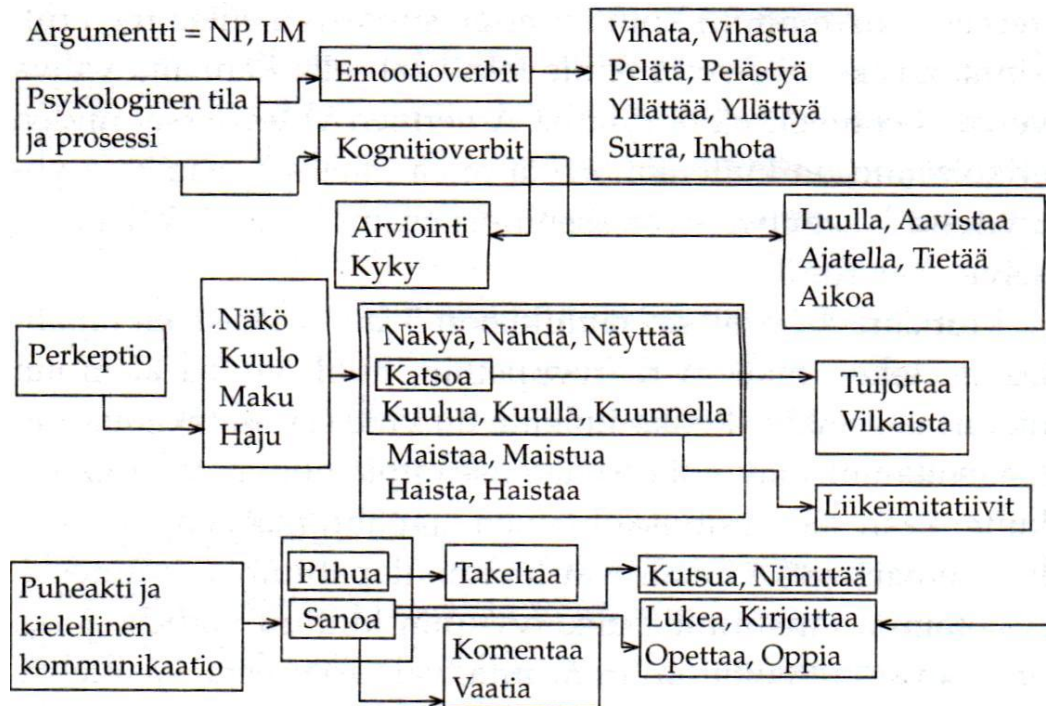 Argumentti = NP, LM
Psykologinen tila
ja prosessi
Emootioverbit
Kognitioverbit
Vihata, Vihastua
Pelätä, Pelästyä
Yllättää, Yllättyä
Surra, Inhota
Arviointi
Kyky
Luulla, Aavistaa
Ajatella, Tietää
Aikoa
Perkeptio
Näkö
Kuulo
Maku
Haju
Näkyä, Nähdä, Näyttää
Katsoa
Kuulua, Kuulla, Kuunnella
Maistaa, Maistua
Haista, Haistaa
Tuijottaa
Vilkaista
Liikeimitatiivit
Puheakti ja
kielellinen
kommunikaatio
Puhua
Sanoa
Takeltaa
Komentaa
Vaatia
Kutsua, Nimittää
Lukea, Kirjoittaa
Opettaa, Oppia